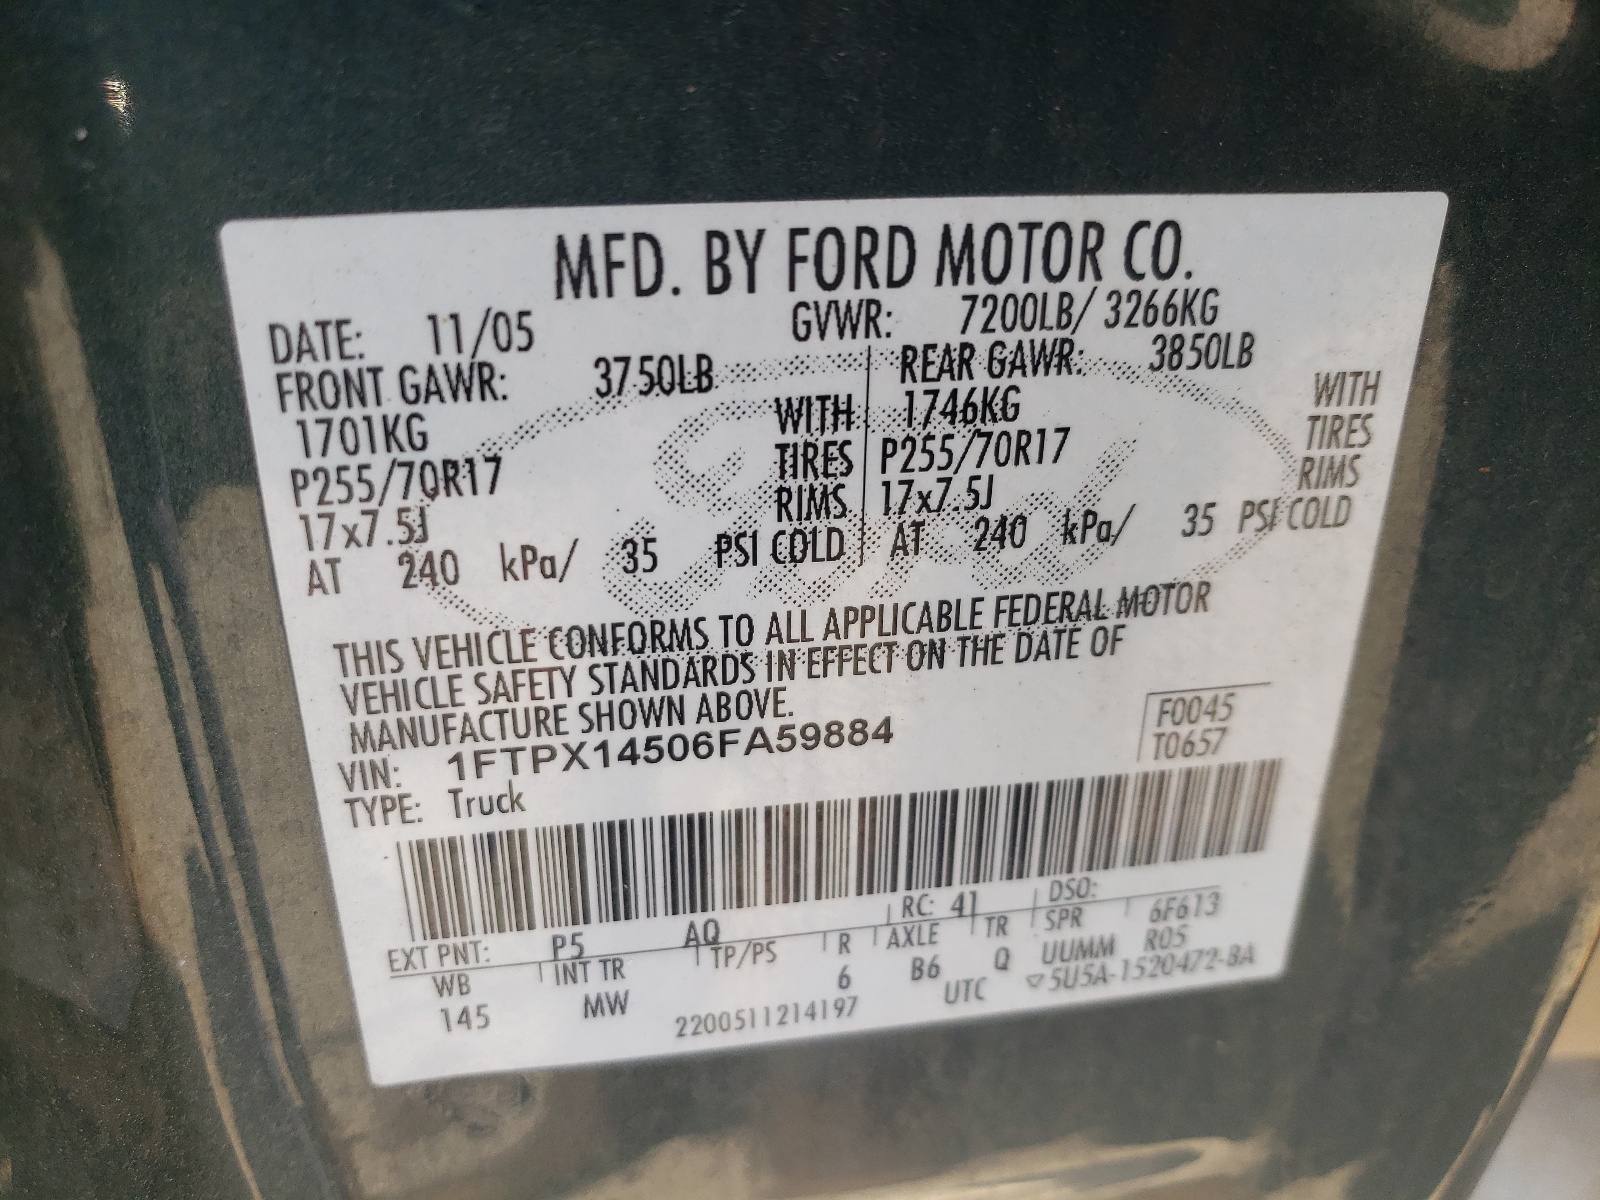 MFD. BY FORD MOTOR CO.
DATE: 11/05 GVWR: 7200LB/ 3266KG
FRONT GAWR: 3750LB REAR GAWR: 3850LB
1701KG WITH 1746KG WITH
P255/70R17 TIRES P255/70R17 TIRES
17x7.5J RIMS 17x7.5J RIMS
AT 240 kPa/ 35 PSI COLD AT 240 kPa/ 35 PSI COLD
THIS VEHICLE CONFORMS TO ALL APPLICABLE FEDERAL MOTOR
VEHICLE SAFETY STANDARDS IN EFFECT ON THE DATE OF
MANUFACTURE SHOWN ABOVE.
VIN: 1FTPX14506FA59884 F0045
TYPE: Truck T0657
EXT PNT: P5 AQ RC: 41 DSO: 6F613
WB INT TR TP/PS R AXLE TR SPR R05
145 MW 6 B6 Q UUMM
2200511214197 UTC ▽5U5A-1520472-BA